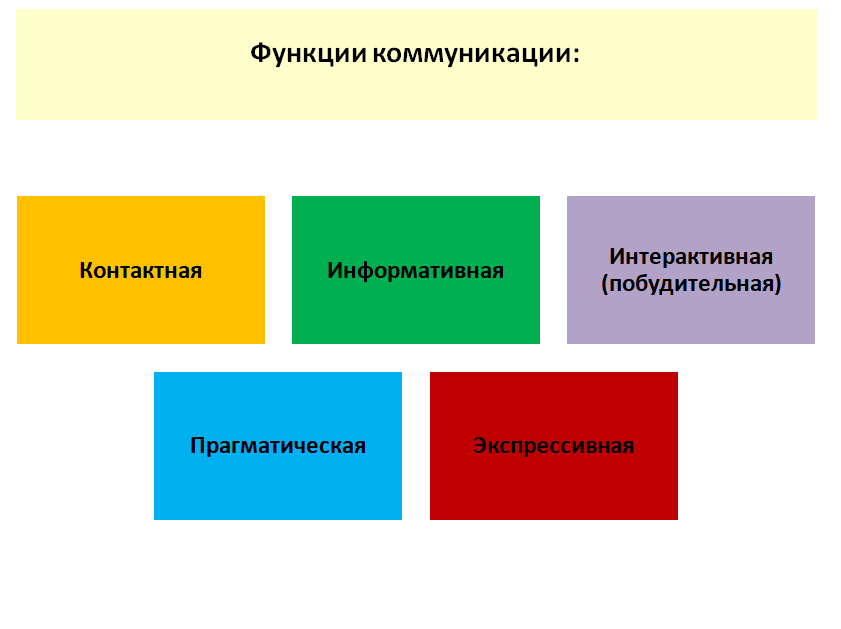 Функции коммуникации:
Контактная
Информативная
Интерактивная
(побудительная)
Прагматическая
Экспрессивная